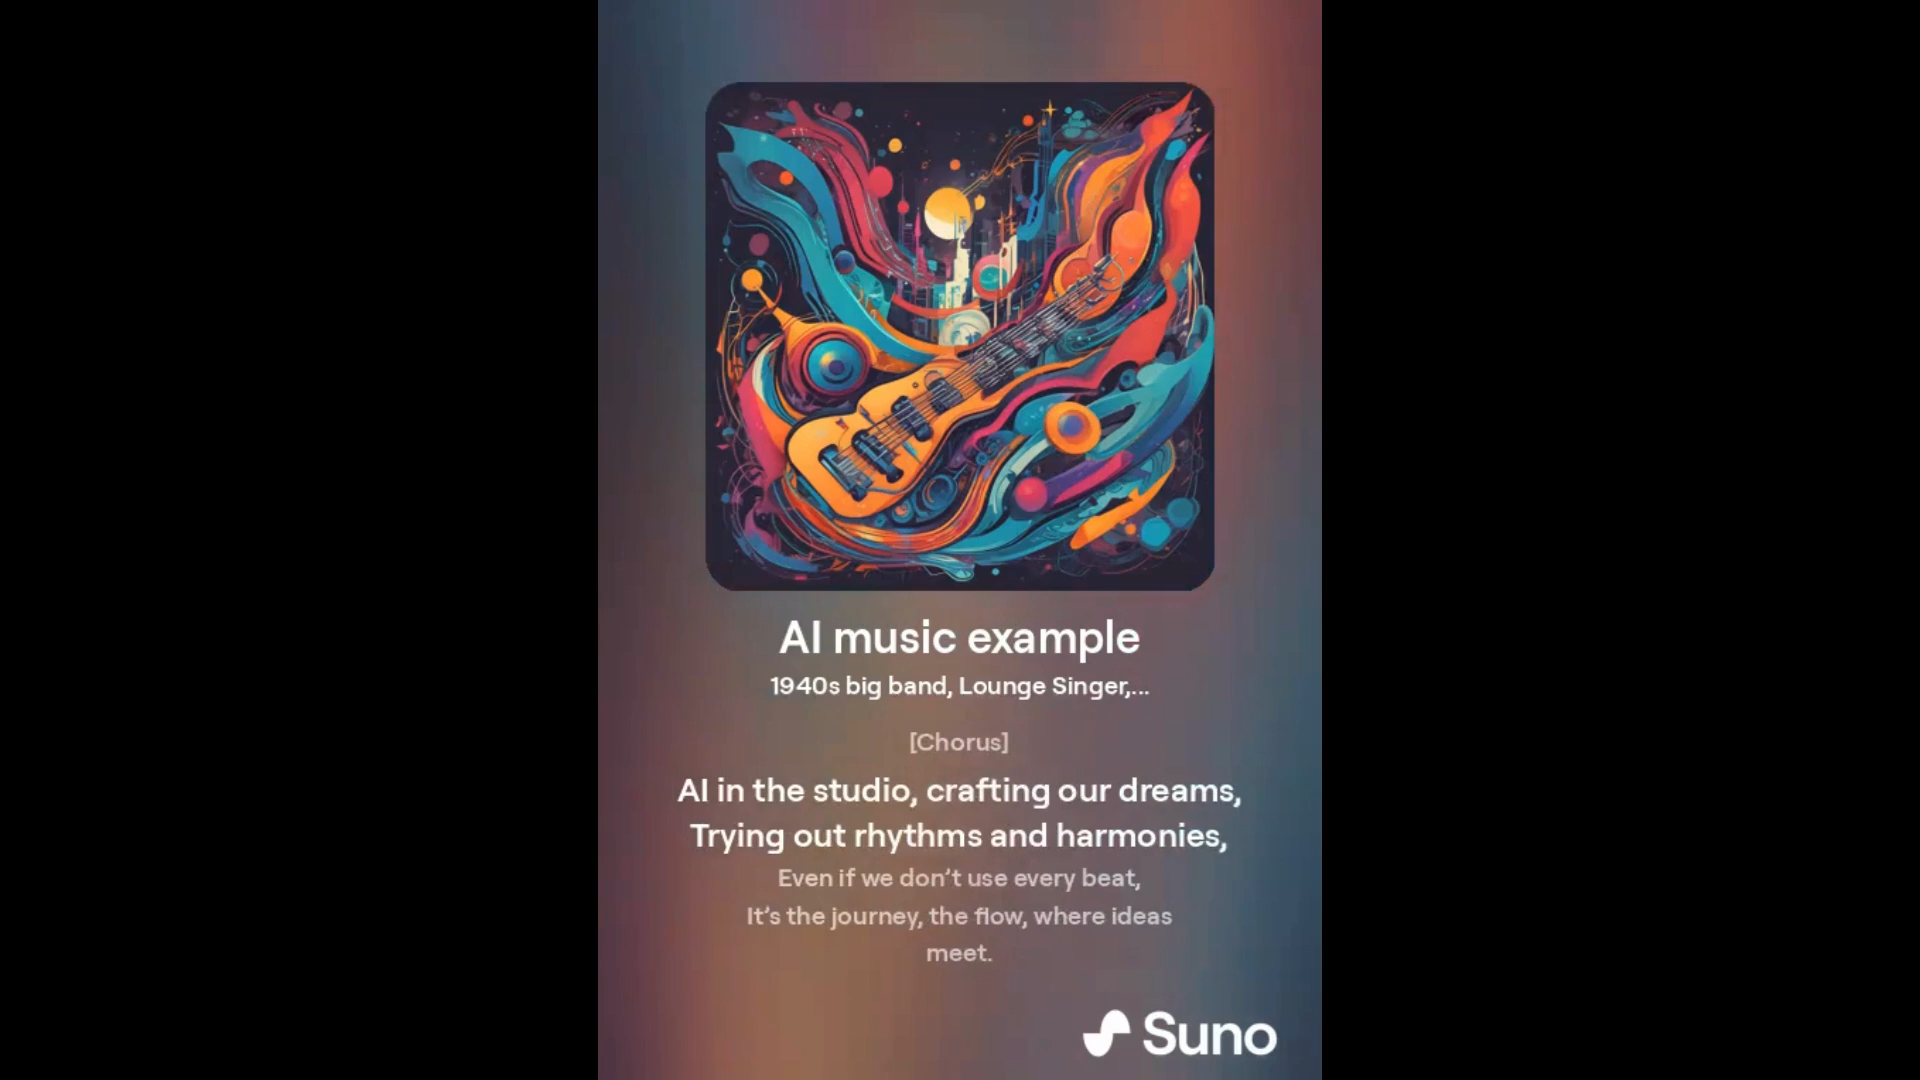 AI music example
1940s big band, Lounge Singer,...
[Chorus]
AI in the studio, crafting our dreams,
Trying out rhythms and harmonies,
Even if we don’t use every beat,
It’s the journey, the flow, where ideas
meet.
Suno